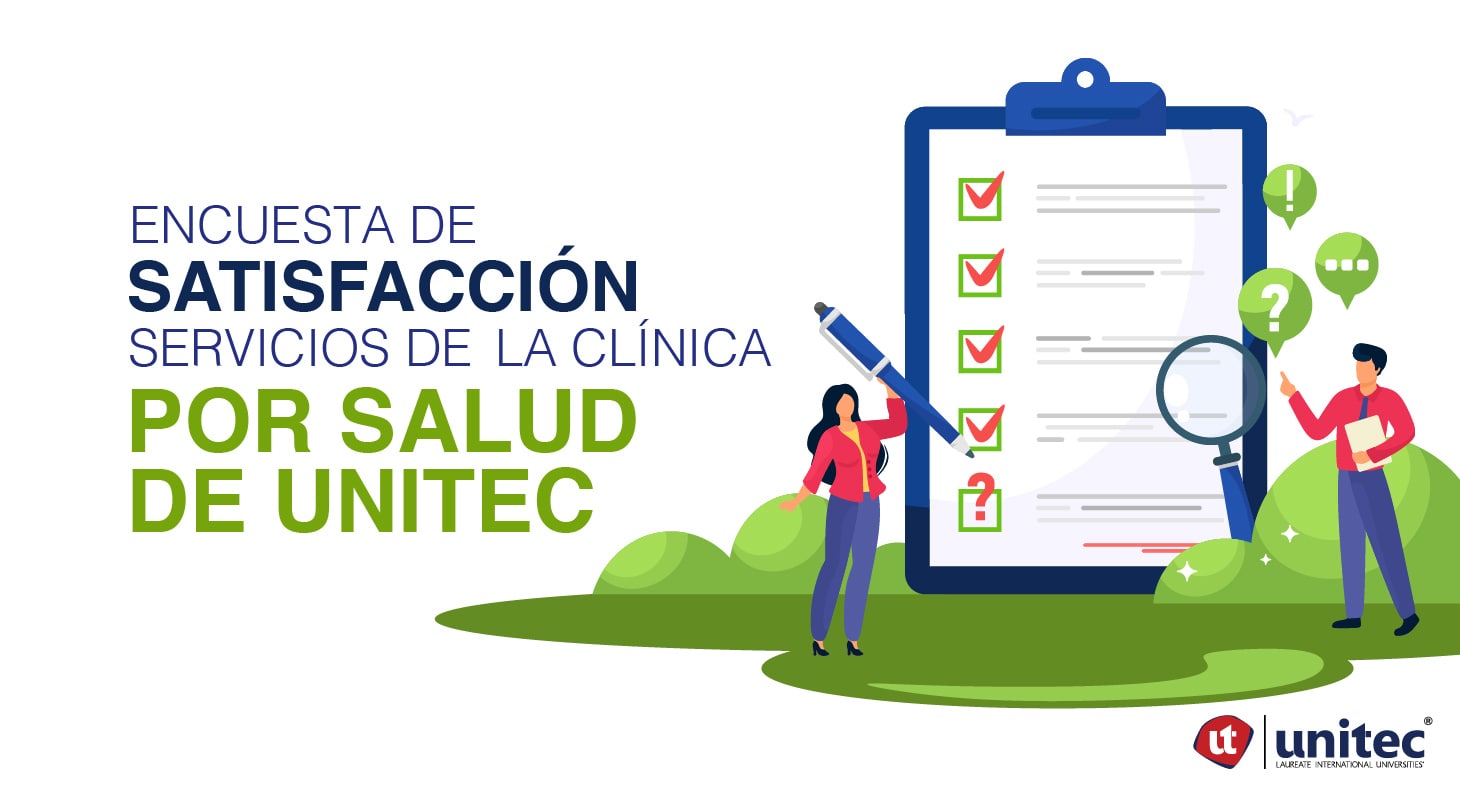 ENCUESTA DE
SATISFACCIÓN
SERVICIOS DE LA CLÍNICA
POR SALUD
DE UNITEC
!
...
?
?
ut unitec®
LAUREATE INTERNATIONAL UNIVERSITIES®